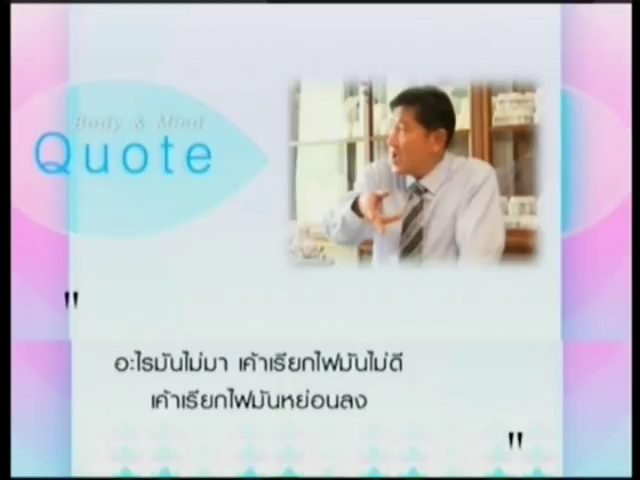 Body & Mind
Quote
"
อะไรมันไม่มา เค้าเรียกไฟมันไม่ดี
เค้าเรียกไฟมันหย่อนลง
"